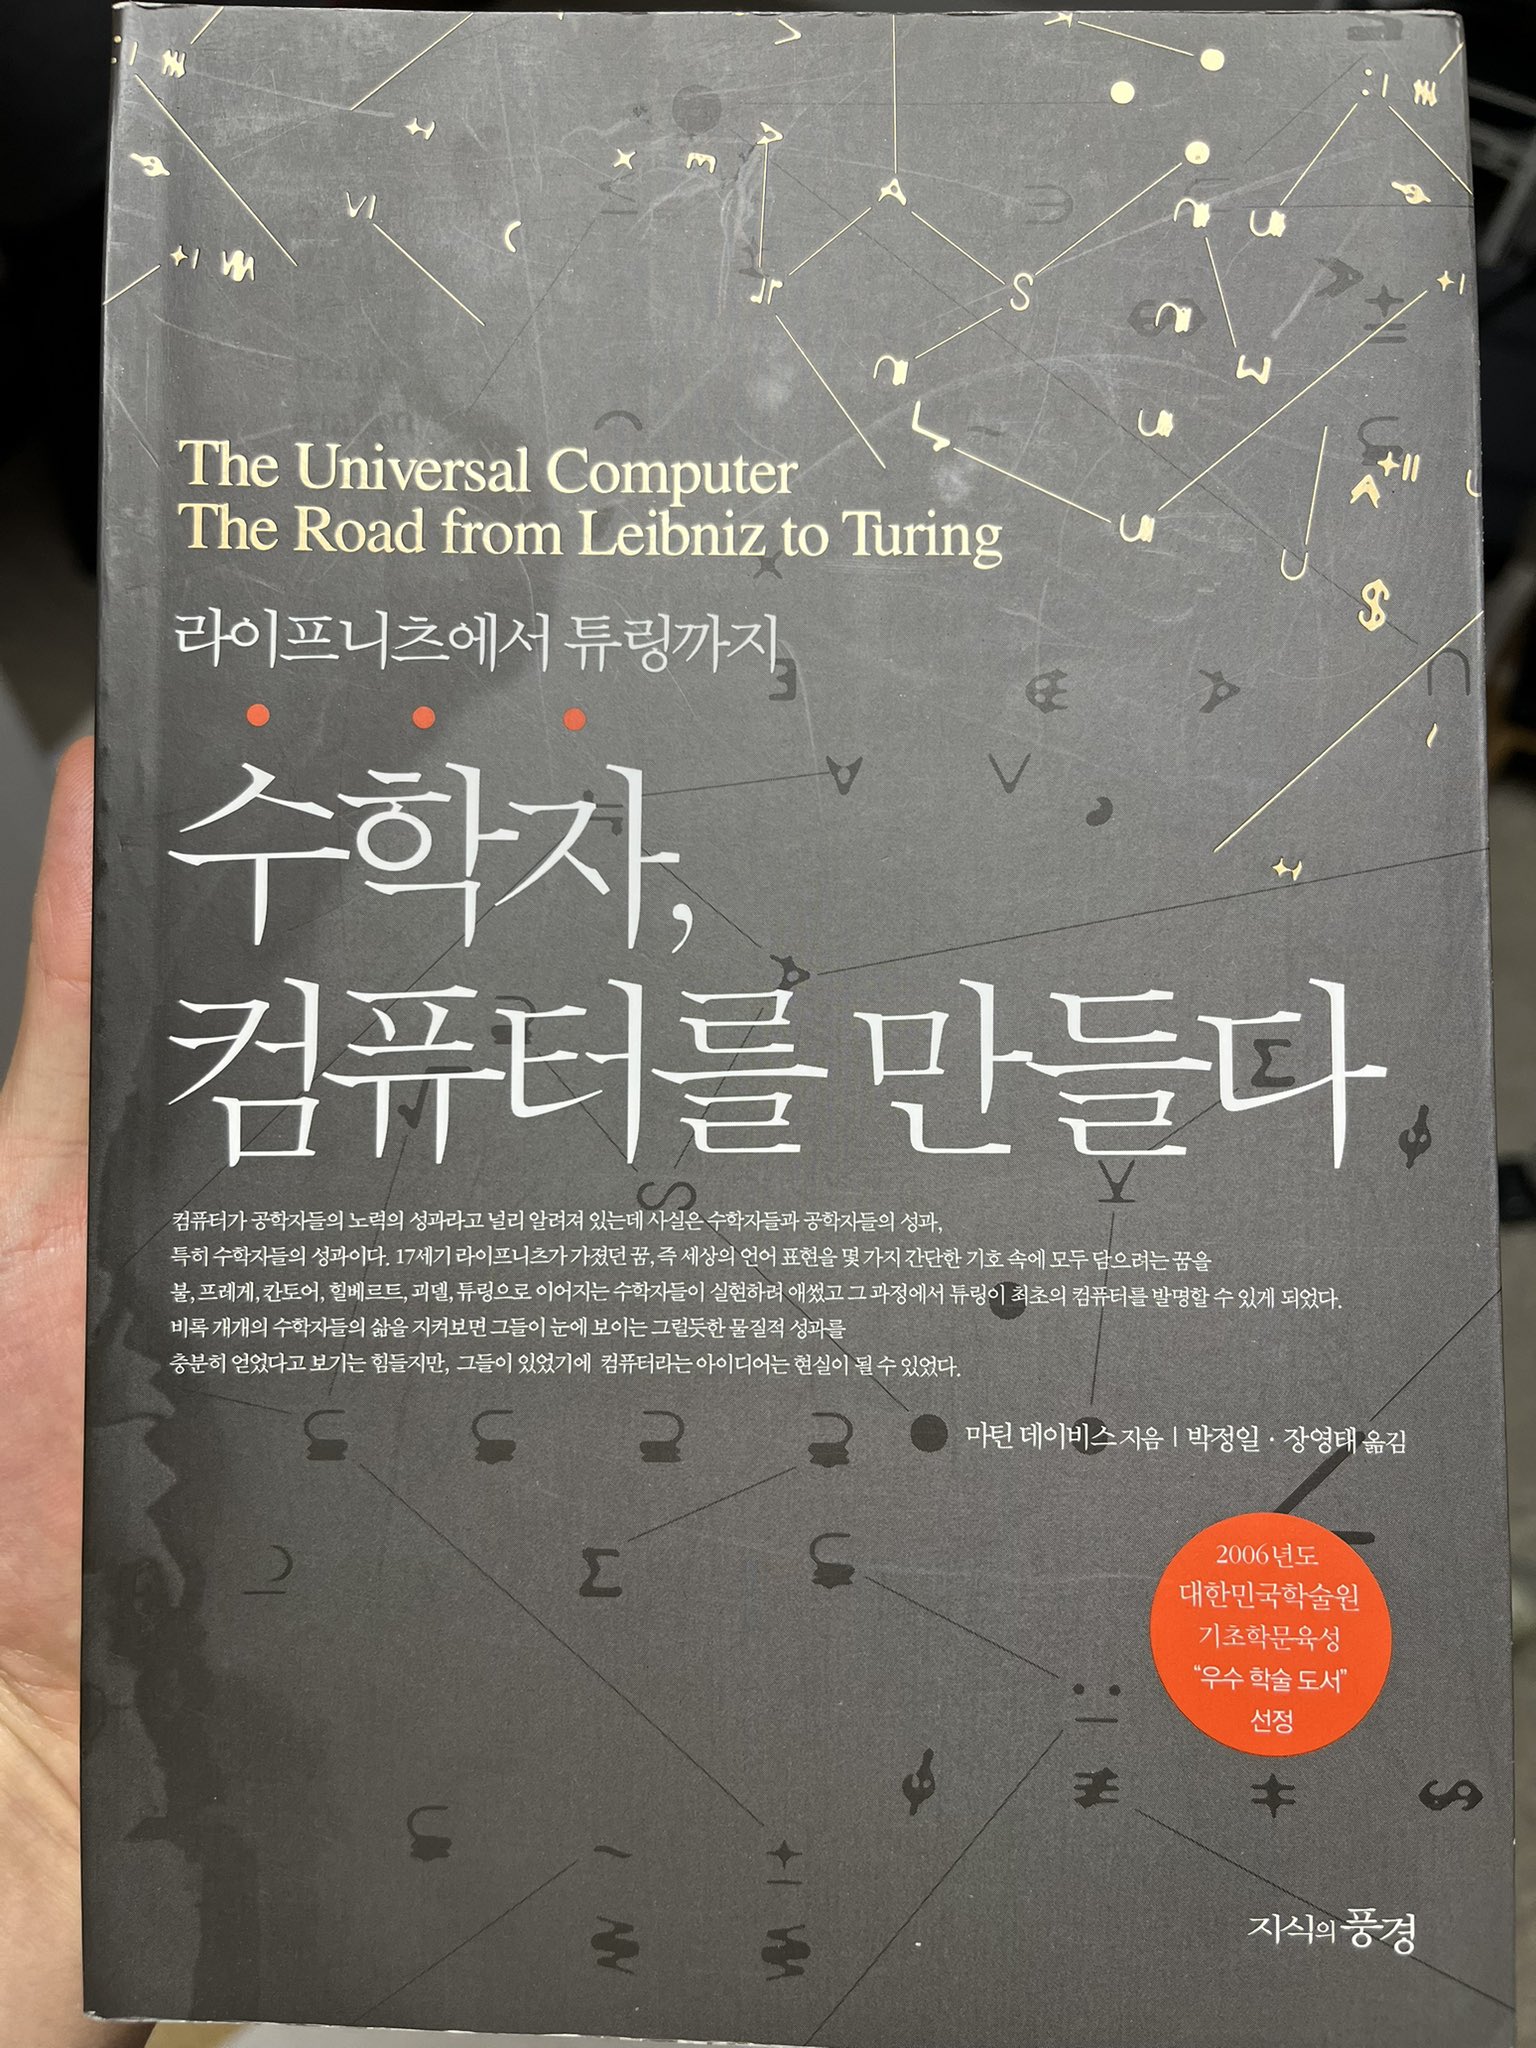 The Universal Computer
The Road from Leibniz to Turing
라이프니츠에서 튜링까지
수학자,
컴퓨터를 만들다
컴퓨터가 공학자들의 노력의 성과라고 널리 알려져 있는데 사실은 수학자들과 공학자들의 성과,
특히 수학자들의 성과이다. 17세기 라이프니츠가 가졌던 꿈, 즉 세상의 언어 표현을 몇 가지 간단한 기호 속에 모두 담으려는 꿈을
불, 프레게, 칸토어, 힐베르트, 괴델, 튜링으로 이어지는 수학자들이 실현하려 애썼고 그 과정에서 튜링이 최초의 컴퓨터를 발명할 수 있게 되었다.
비록 개개의 수학자들의 삶을 지켜보면 그들이 눈에 보이는 그럴듯한 물질적 성과를
충분히 얻었다고 보기는 힘들지만, 그들이 있었기에 컴퓨터라는 아이디어는 현실이 될 수 있었다.
마틴 데이비스 지음 | 박정일 · 장영태 옮김
2006년도
대한민국학술원
기초학문육성
“우수 학술 도서”
선정
지식의 풍경